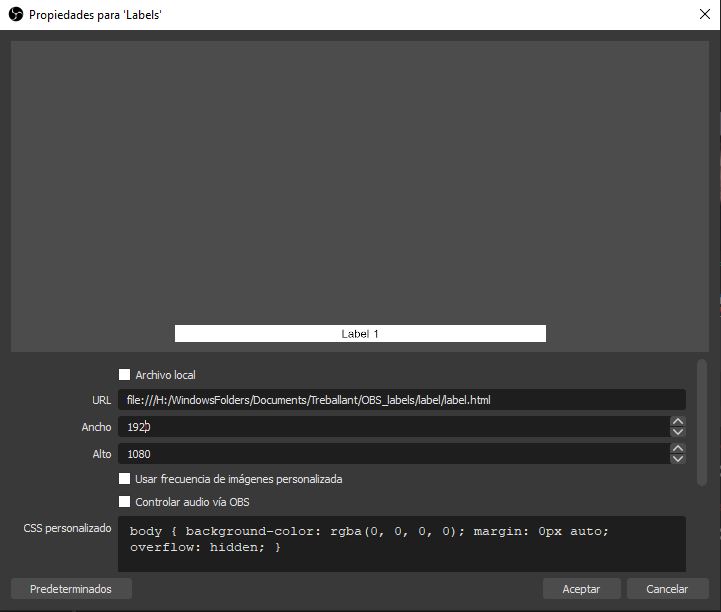 Propiedades para 'Labels'
Label 1
Archivo local
URL file:///H:/WindowsFolders/Documents/Treballant/OBS_labels/label/label.html
Ancho 1920
Alto 1080
Usar frecuencia de imágenes personalizada
Controlar audio vía OBS
CSS personalizado body { background-color: rgba(0, 0, 0, 0); margin: 0px auto;
overflow: hidden; }
Predeterminados Aceptar Cancelar